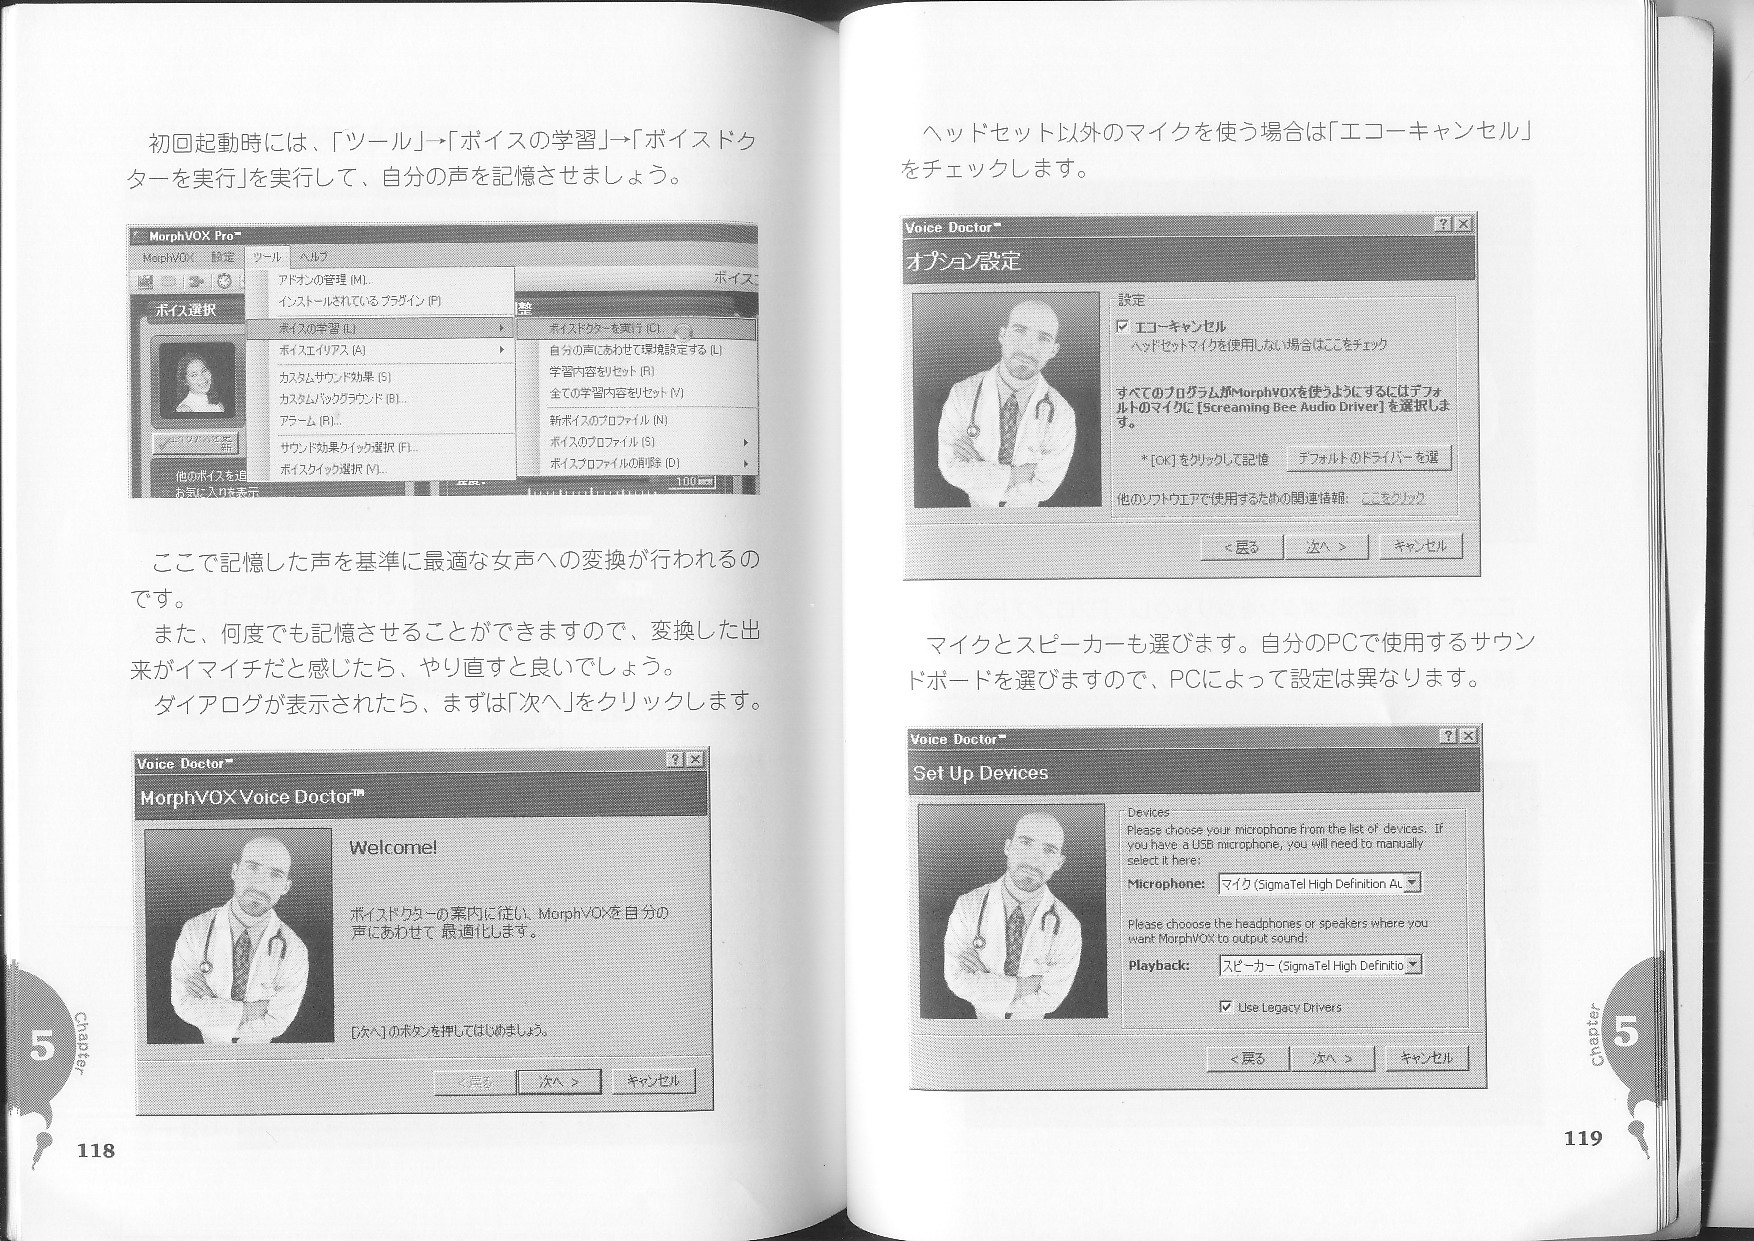 初回起動時には、「ツール」→「ボイスの学習」→「ボイスドク
ターを実行」を実行して、自分の声を記憶させましょう。
MorphVOX Pro™
MorphVOX 設定 ツール ヘルプ
アドオンの管理 (M)...
インストールされている プラグイン (P)
ボイスの学習 (L)
ボイスエイリアス (A)
カスタムサウンド効果 (S)
カスタムバックグラウンド (B)...
アラーム (R)...
サウンド効果クイック選択 (F)...
ボイスクイック選択 (V)...
ボイスドクターを実行 (C)...
自分の声にあわせて環境設定する (L)
学習内容をリセット (R)
全ての学習内容をリセット (V)
新ボイスのプロファイル (N)
ボイスのプロファイル (S)
ボイスプロファイルの削除 (D)
ボイス
ボイス選択
整
他のボイスを追
お気に入りを表示
100
ここで記憶した声を基準に最適な女声への変換が行われるの
です。
また、何度でも記憶させることができますので、変換した出
来がイマイチだと感じたら、やり直すと良いでしょう。
ダイアログが表示されたら、まずは「次へ」をクリックします。
Voice Doctor™
MorphVOX Voice Doctor™
Welcome!
ボイスドクターの案内に従い、MorphVOXを自分の
声にあわせて 最適化します。
[次へ] のボタンを押してはじめましょう。
< 戻る 次へ > キャンセル
Chapter
5
118
ヘッドセット以外のマイクを使う場合は「エコーキャンセル」
をチェックします。
Voice Doctor™
オプション設定
設定
エコーキャンセル
ヘッドセットマイクを使用しない場合はここをチェック
すべてのプログラムがMorphVOXを使うようにするにはデフォ
ルトのマイクに [Screaming Bee Audio Driver] を選択しま
す。
* [OK] をクリックして記憶 デフォルトのドライバーを選
他のソフトウエアで使用するための関連情報: ここをクリック
< 戻る 次へ > キャンセル
マイクとスピーカーも選びます。自分のPCで使用するサウン
ドボードを選びますので、PCによって設定は異なります。
Voice Doctor™
Set Up Devices
Devices
Please choose your microphone from the list of devices. If
you have a USB microphone, you will need to manually
select it here:
Microphone: マイク (SigmaTel High Definition Au
Please chooose the headphones or speakers where you
want MorphVOX to output sound:
Playback: スピーカー (SigmaTel High Definitio
Use Legacy Drivers
< 戻る 次へ > キャンセル
Chapter
5
119